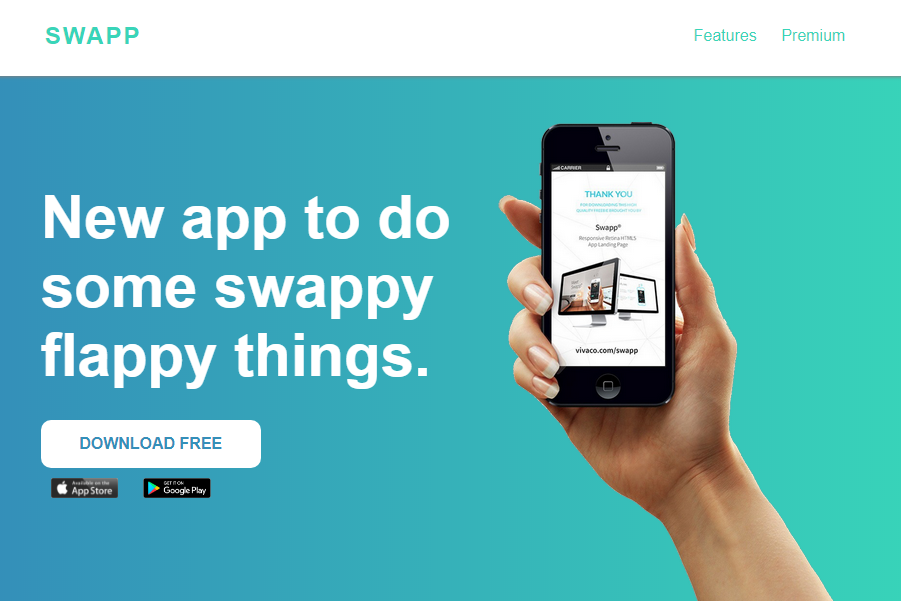 SWAPP
Features Premium
New app to do
some swappy
flappy things.
DOWNLOAD FREE
Available on the
App Store
GET IT ON
Google Play
CARRIER
THANK YOU
Swapp®
Responsive Retina HTML5
App Landing Page
vivaco.com/swapp